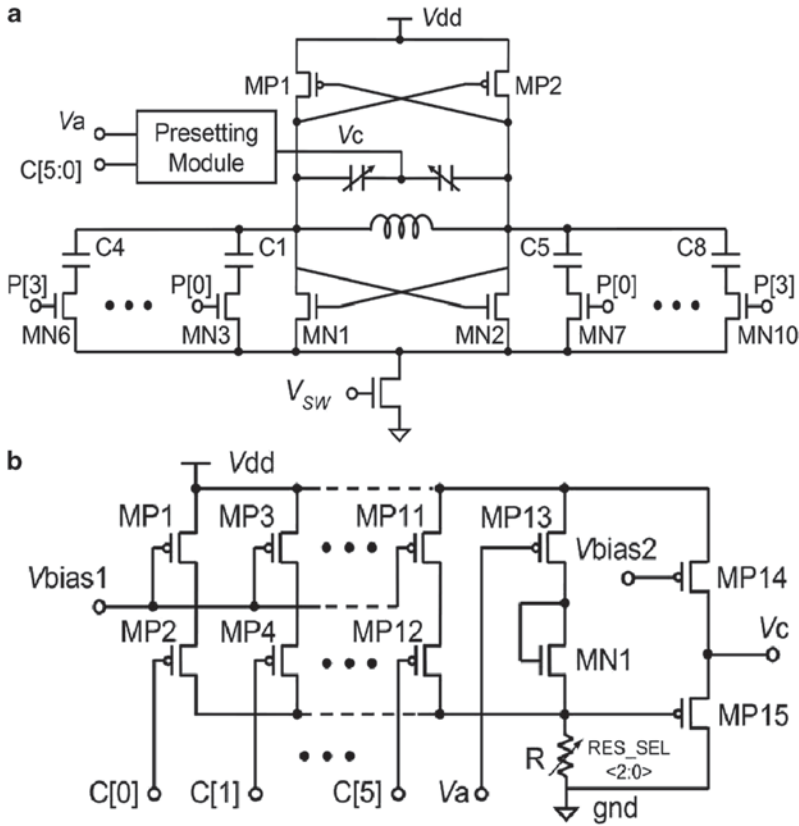 a
Vdd
MP1
MP2
Va
Presetting
Module
Vc
C[5:0]
C4
C1
C5
C8
P[3]
P[0]
P[0]
P[3]
MN6
MN3
MN1
MN2
MN7
MN10
VSW
b
Vdd
MP1
MP3
MP11
MP13
Vbias1
Vbias2
MP14
MP2
MP4
MP12
MN1
Vc
MP15
R
RES_SEL
<2:0>
C[0]
C[1]
C[5]
Va
gnd